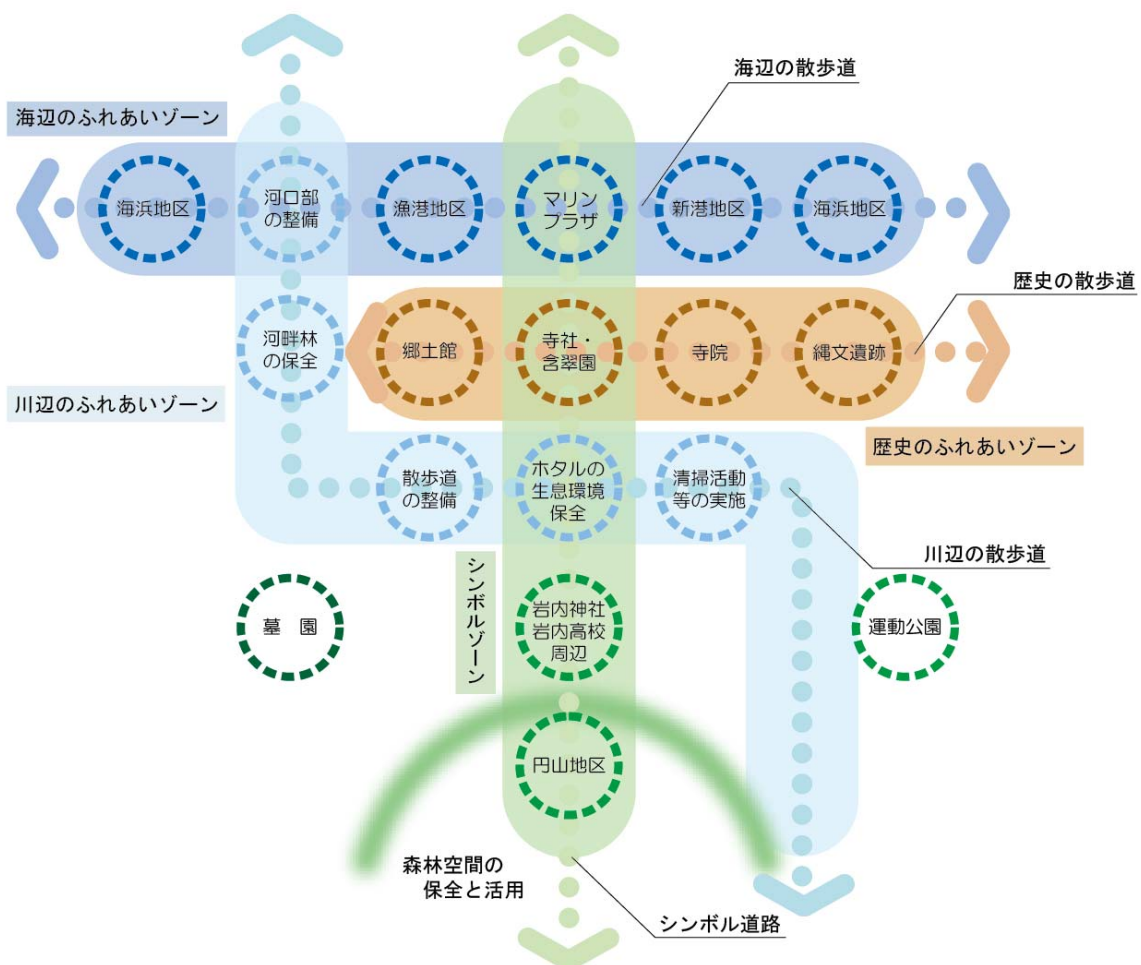 海辺の散歩道
海辺のふれあいゾーン
海浜地区
河口部
の整備
漁港地区
マリン
プラザ
新港地区
海浜地区
歴史の散歩道
河畔林
の保全
郷土館
寺社・
含翠園
寺院
縄文遺跡
川辺のふれあいゾーン
歴史のふれあいゾーン
散歩道
の整備
ホタルの
生息環境
保全
清掃活動
等の実施
川辺の散歩道
シンボルゾーン
墓　園
岩内神社
岩内高校
周辺
運動公園
円山地区
森林空間の
保全と活用
シンボル道路